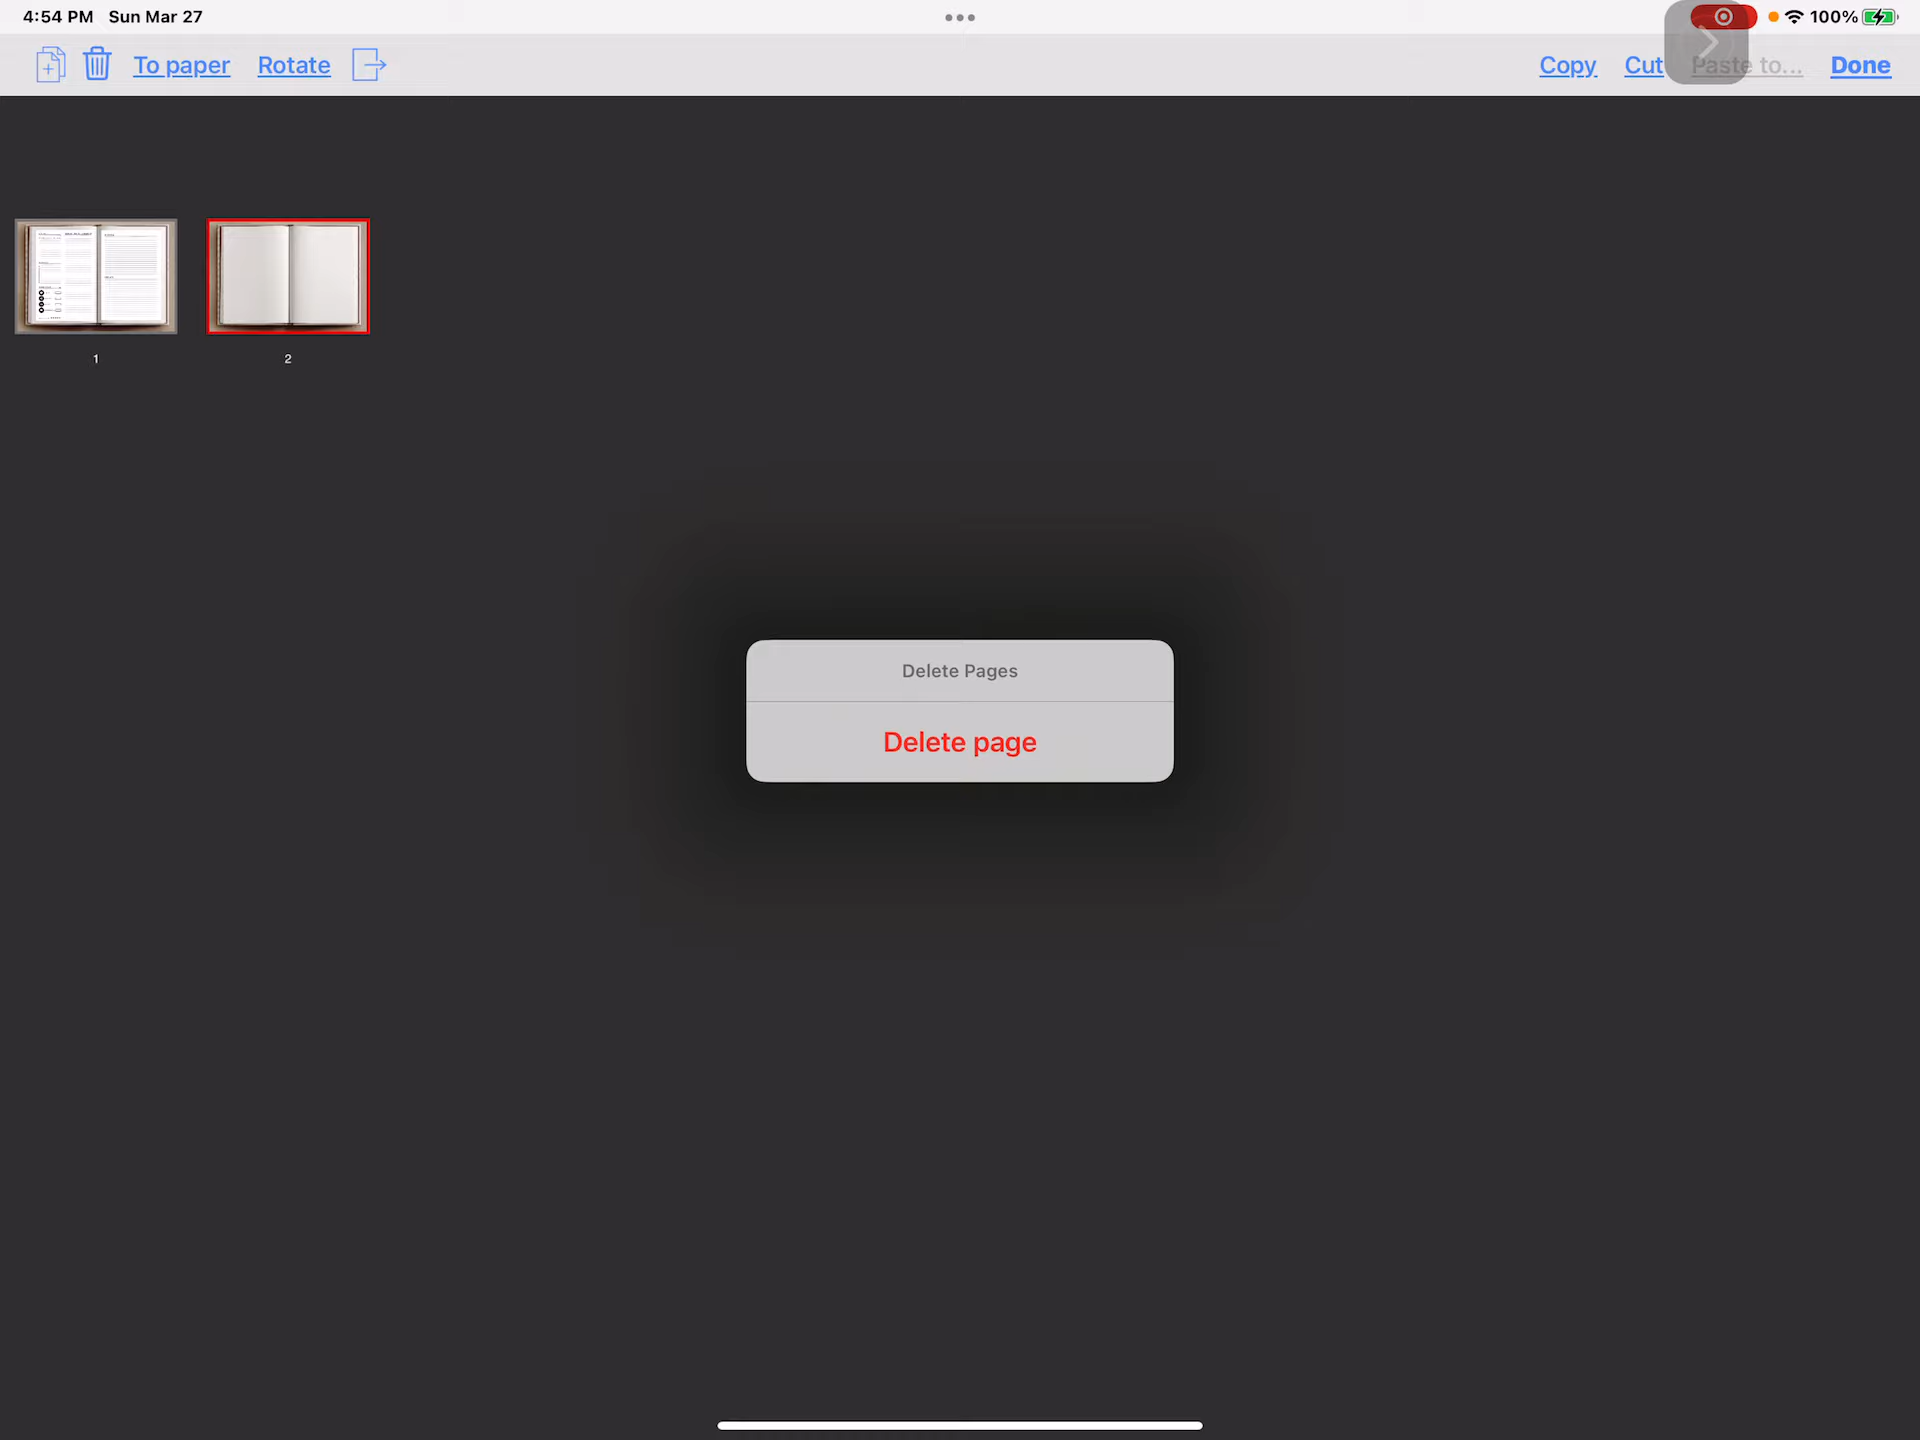 4:54 PM Sun Mar 27
100%
To paper Rotate
Copy Cut Paste to... Done
1
2
Delete Pages
Delete page